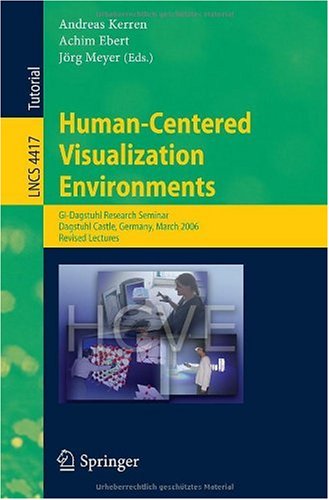 Andreas Kerren
Achim Ebert
Jörg Meyer (Eds.)
Tutorial
LNCS 4417
Human-Centered
Visualization
Environments
GI-Dagstuhl Research Seminar
Dagstuhl Castle, Germany, March 2006
Revised Lectures
HCVE
Springer
Urheberrechtlich geschütztes Material
Urheberrechtlich geschütztes Material